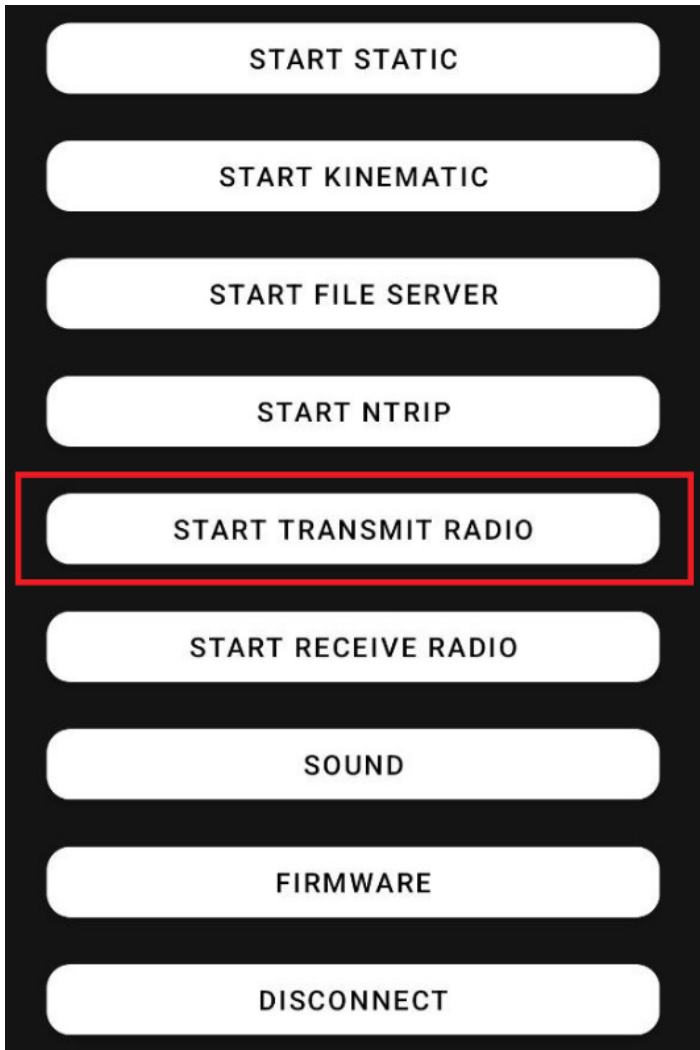 START STATIC
START KINEMATIC
START FILE SERVER
START NTRIP
START TRANSMIT RADIO
START RECEIVE RADIO
SOUND
FIRMWARE
DISCONNECT